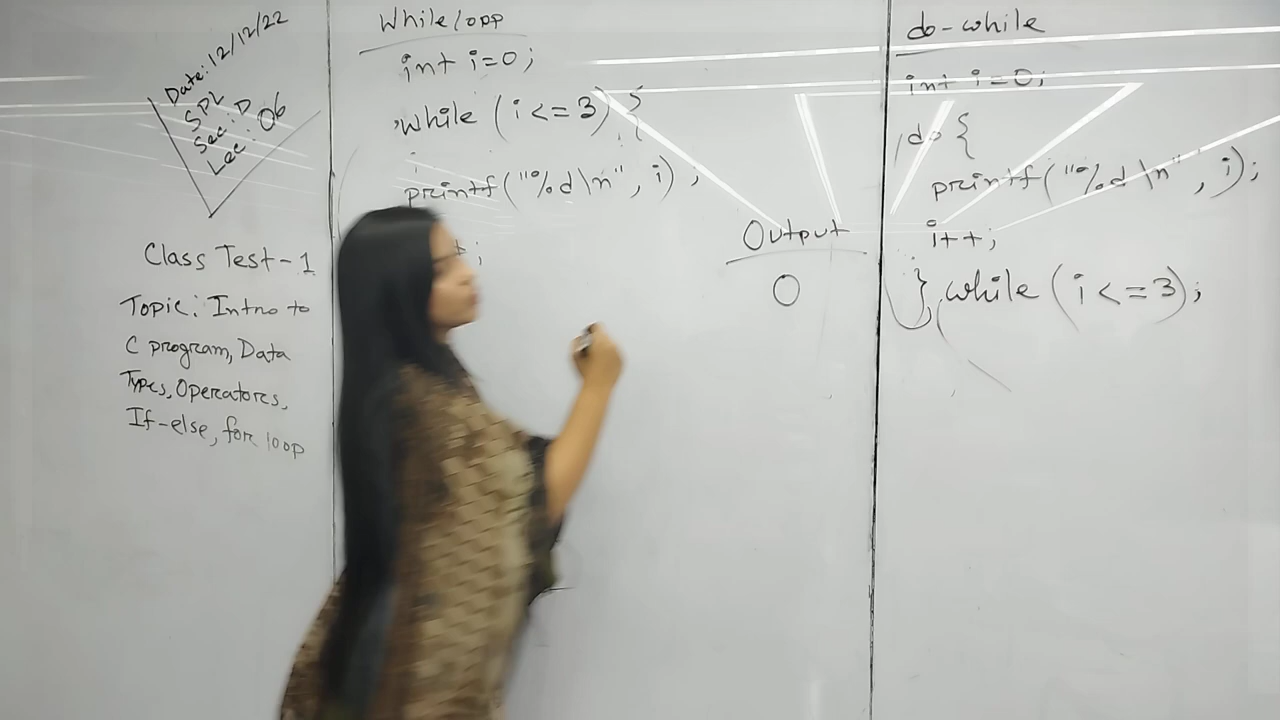 Date: 12/12/22
SPL
Sec: D
Lec: 06
Class Test-1
Topic: Intro to
C program, Data
Types, Operators,
If-else, for loop
While loop
int i=0;
while (i<=3) {
printf("%d\n", i);
Output
0
do-while
int i=0;
do {
printf("%d\n", i);
i++;
} while (i<=3);